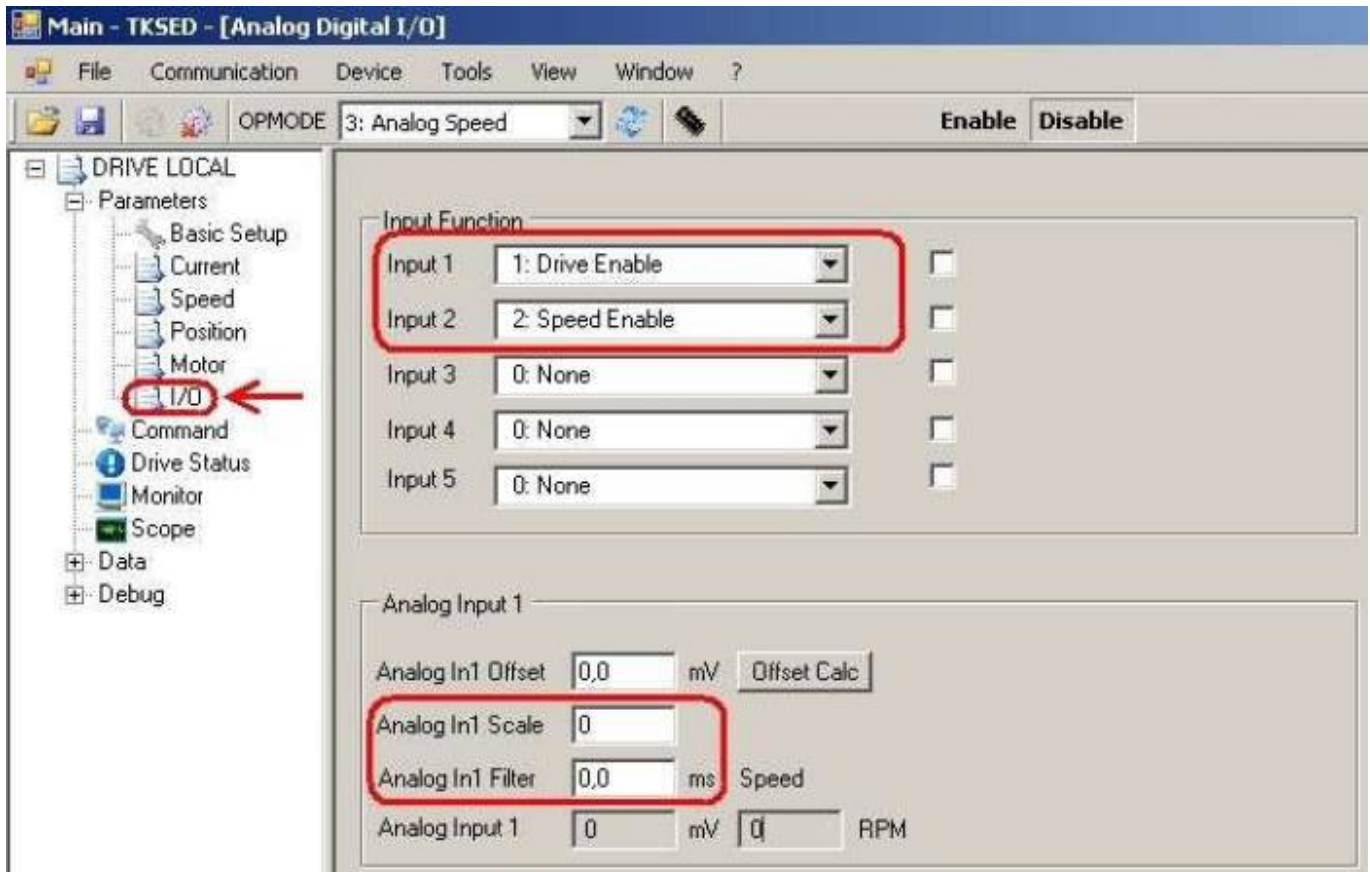 Main - TKSED - [Analog Digital I/O]
File Communication Device Tools View Window ?
OPMODE 3: Analog Speed Enable Disable
DRIVE LOCAL
Parameters
Basic Setup
Current
Speed
Position
Motor
I/O
Command
Drive Status
Monitor
Scope
Data
Debug
Input Function
Input 1 1: Drive Enable
Input 2 2: Speed Enable
Input 3 0: None
Input 4 0: None
Input 5 0: None
Analog Input 1
Analog In1 Offset 0,0 mV Offset Calc
Analog In1 Scale 0
Analog In1 Filter 0,0 ms Speed
Analog Input 1 0 mV 0 RPM